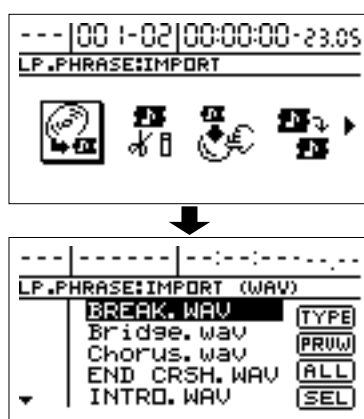 --- 001-02 00:00:00-23.05
LP.PHRASE:IMPORT
--- ------ --:--:--.--
LP.PHRASE:IMPORT (WAV)
BREAK.WAV
TYPE
Bridge.wav
PRVW
Chorus.wav
END CRSH.WAV
ALL
INTRO.WAV
SEL